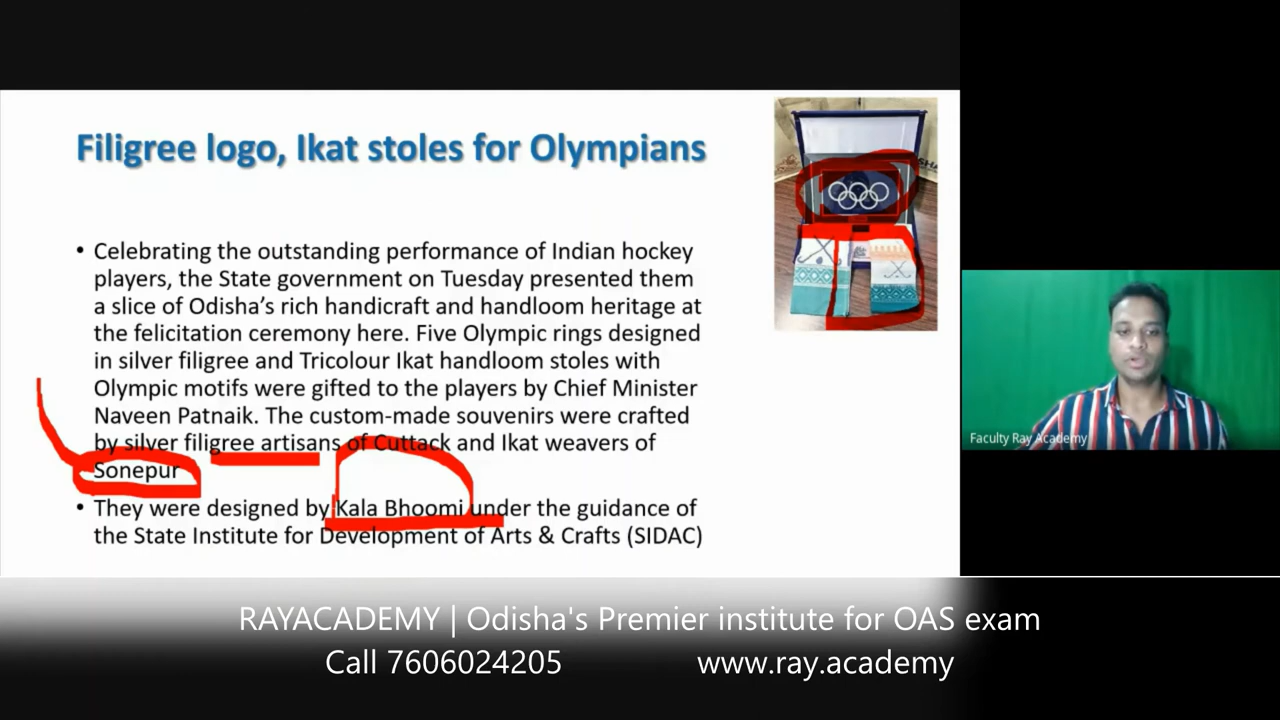 Filigree logo, Ikat stoles for Olympians
• Celebrating the outstanding performance of Indian hockey
players, the State government on Tuesday presented them
a slice of Odisha’s rich handicraft and handloom heritage at
the felicitation ceremony here. Five Olympic rings designed
in silver filigree and Tricolour Ikat handloom stoles with
Olympic motifs were gifted to the players by Chief Minister
Naveen Patnaik. The custom-made souvenirs were crafted
by silver filigree artisans of Cuttack and Ikat weavers of
Sonepur
• They were designed by Kala Bhoomi under the guidance of
the State Institute for Development of Arts & Crafts (SIDAC)
Faculty Ray Academy
RAYACADEMY | Odisha's Premier institute for OAS exam
Call 7606024205 www.ray.academy